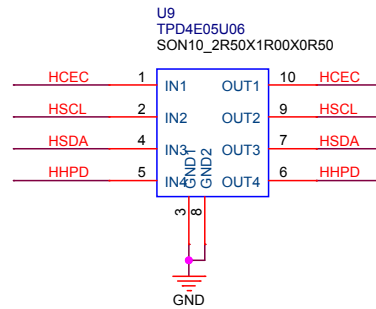 U9
TPD4E05U06
SON10_2R50X1R00X0R50
HCEC 1 IN1 OUT1 10 HCEC
HSCL 2 IN2 OUT2 9 HSCL
HSDA 4 IN3 OUT3 7 HSDA
HHPD 5 IN4 OUT4 6 HHPD
GND1 GND2
3 8
GND